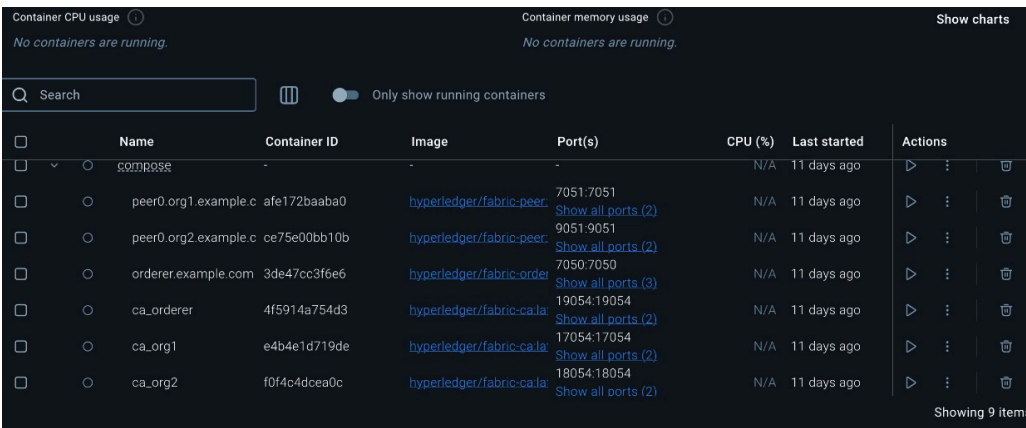 Container CPU usage
Container memory usage
Show charts
No containers are running.
No containers are running.
Search
Only show running containers
Name Container ID Image Port(s) CPU (%) Last started Actions
compose - - - N/A 11 days ago
peer0.org1.example.c afe172baaba0 hyperledger/fabric-peer: 7051:7051 N/A 11 days ago
Show all ports (2)
peer0.org2.example.c ce75e00bb10b hyperledger/fabric-peer: 9051:9051 N/A 11 days ago
Show all ports (2)
orderer.example.com 3de47cc3f6e6 hyperledger/fabric-order 7050:7050 N/A 11 days ago
Show all ports (3)
ca_orderer 4f5914a754d3 hyperledger/fabric-ca:la 19054:19054 N/A 11 days ago
Show all ports (2)
ca_org1 e4b4e1d719de hyperledger/fabric-ca:la 17054:17054 N/A 11 days ago
Show all ports (2)
ca_org2 f0f4c4dcea0c hyperledger/fabric-ca:la 18054:18054 N/A 11 days ago
Show all ports (2)
Showing 9 items